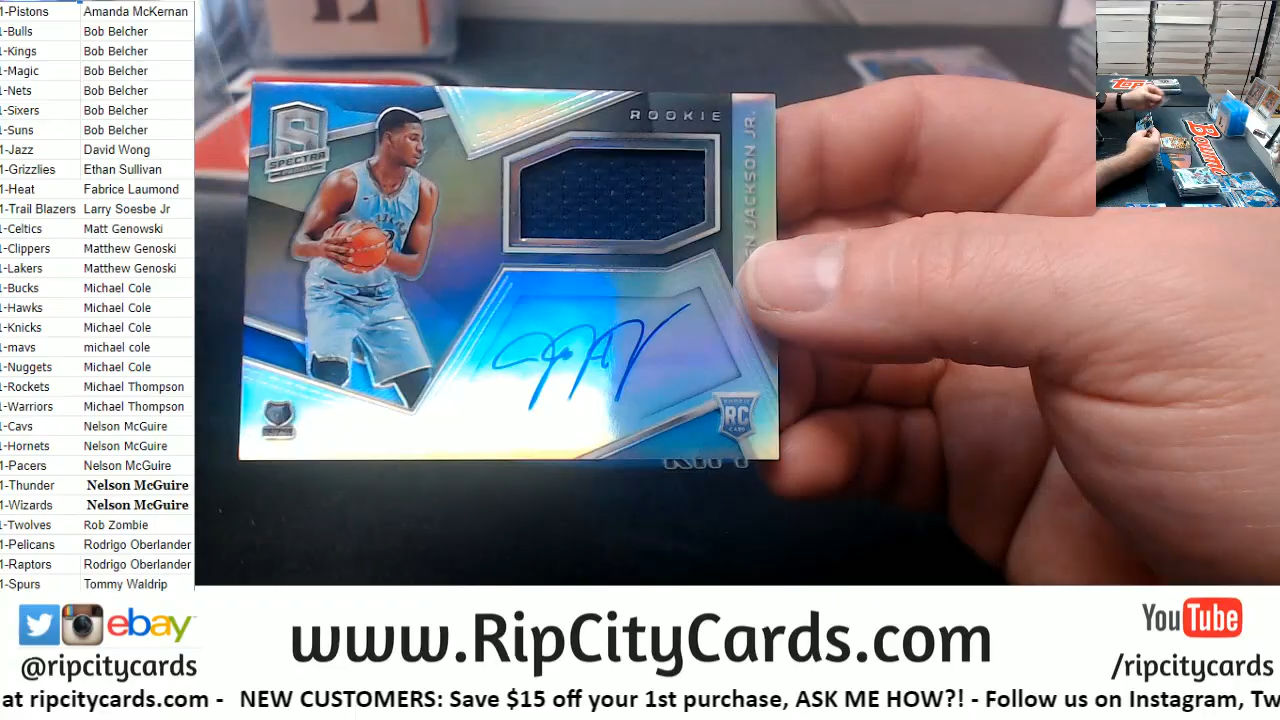 1-Pistons Amanda McKernan
1-Bulls Bob Belcher
1-Kings Bob Belcher
1-Magic Bob Belcher
1-Nets Bob Belcher
1-Sixers Bob Belcher
1-Suns Bob Belcher
1-Jazz David Wong
1-Grizzlies Ethan Sullivan
1-Heat Fabrice Laumond
1-Trail Blazers Larry Soesbe Jr
1-Celtics Matt Genowski
1-Clippers Matthew Genoski
1-Lakers Matthew Genoski
1-Bucks Michael Cole
1-Hawks Michael Cole
1-Knicks Michael Cole
1-mavs michael cole
1-Nuggets Michael Cole
1-Rockets Michael Thompson
1-Warriors Michael Thompson
1-Cavs Nelson McGuire
1-Hornets Nelson McGuire
1-Pacers Nelson McGuire
1-Thunder Nelson McGuire
1-Wizards Nelson McGuire
1-Twolves Rob Zombie
1-Pelicans Rodrigo Oberlander
1-Raptors Rodrigo Oberlander
1-Spurs Tommy Waldrip
S
SPECTRA
ROOKIE
EN JACKSON JR.
RC
Topps
Bowman
ebay
@ripcitycards
www.RipCityCards.com
YouTube
/ripcitycards
at ripcitycards.com - NEW CUSTOMERS: Save $15 off your 1st purchase, ASK ME HOW?! - Follow us on Instagram, Tw